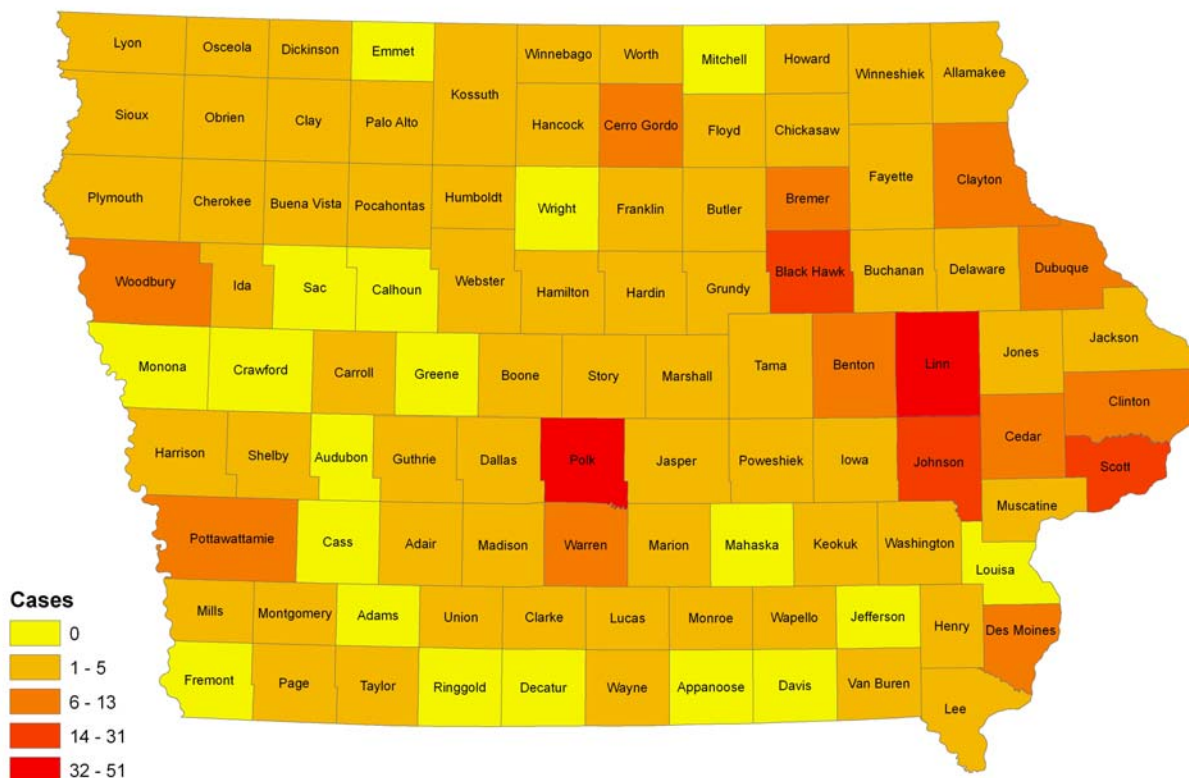 Lyon
Osceola
Dickinson
Emmet
Kossuth
Winnebago
Worth
Mitchell
Howard
Winneshiek
Allamakee
Sioux
Obrien
Clay
Palo Alto
Hancock
Cerro Gordo
Floyd
Chickasaw
Fayette
Clayton
Plymouth
Cherokee
Buena Vista
Pocahontas
Humboldt
Wright
Franklin
Butler
Bremer
Woodbury
Ida
Sac
Calhoun
Webster
Hamilton
Hardin
Grundy
Black Hawk
Buchanan
Delaware
Dubuque
Monona
Crawford
Carroll
Greene
Boone
Story
Marshall
Tama
Benton
Linn
Jones
Jackson
Clinton
Harrison
Shelby
Audubon
Guthrie
Dallas
Polk
Jasper
Poweshiek
Iowa
Johnson
Cedar
Scott
Muscatine
Pottawattamie
Cass
Adair
Madison
Warren
Marion
Mahaska
Keokuk
Washington
Louisa
Mills
Montgomery
Adams
Union
Clarke
Lucas
Monroe
Wapello
Jefferson
Henry
Des Moines
Fremont
Page
Taylor
Ringgold
Decatur
Wayne
Appanoose
Davis
Van Buren
Lee
Cases
0
1 - 5
6 - 13
14 - 31
32 - 51